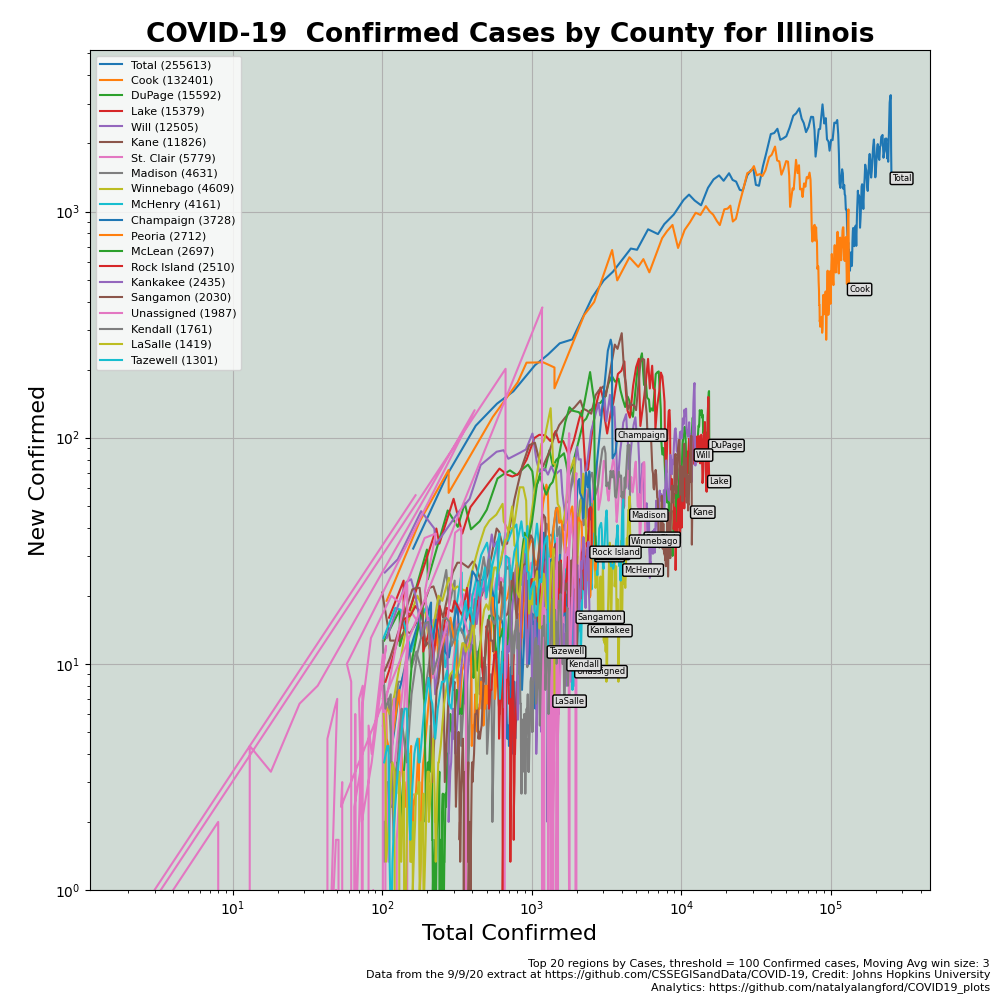 COVID-19  Confirmed Cases by County for Illinois
Total (255613)
Cook (132401)
DuPage (15592)
Lake (15379)
Will (12505)
Kane (11826)
St. Clair (5779)
Madison (4631)
Winnebago (4609)
McHenry (4161)
Champaign (3728)
Peoria (2712)
McLean (2697)
Rock Island (2510)
Kankakee (2435)
Sangamon (2030)
Unassigned (1987)
Kendall (1761)
LaSalle (1419)
Tazewell (1301)
New Confirmed
10³
10²
10¹
10⁰
Total
Cook
Champaign
DuPage
Will
Lake
Kane
Madison
Winnebago
Rock Island
McHenry
Sangamon
Kankakee
Tazewell
Kendall
Unassigned
LaSalle
10¹
10²
10³
10⁴
10⁵
Total Confirmed
Top 20 regions by Cases, threshold = 100 Confirmed cases, Moving Avg win size: 3
Data from the 9/9/20 extract at https://github.com/CSSEGISandData/COVID-19, Credit: Johns Hopkins University
Analytics: https://github.com/natalyalangford/COVID19_plots